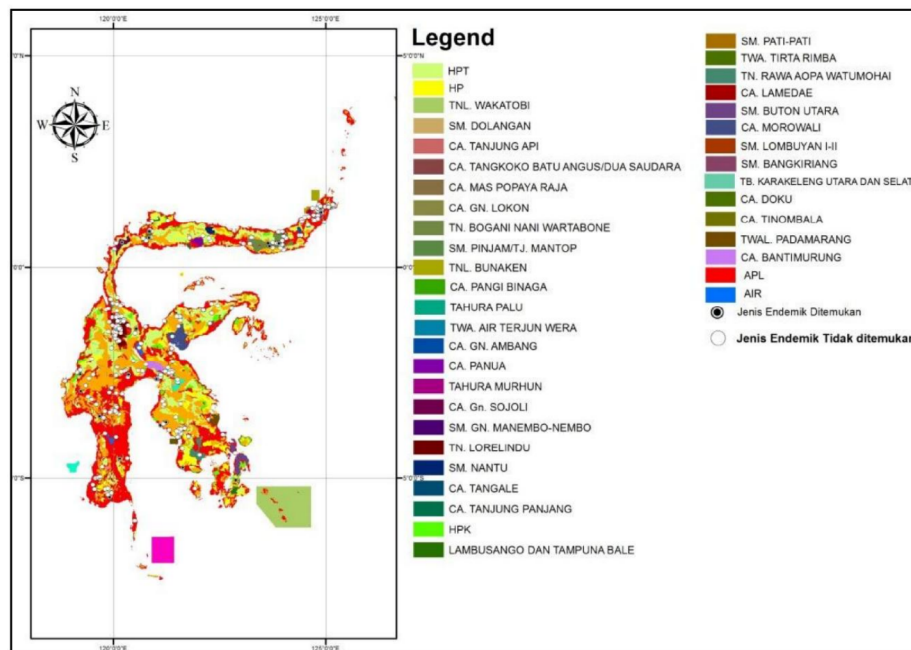 120°0'0"E 125°0'0"E
Legend
N
W E
S
HPT
HP
TNL. WAKATOBI
SM. DOLANGAN
CA. TANJUNG API
CA. TANGKOKO BATU ANGUS/DUA SAUDARA
CA. MAS POPAYA RAJA
CA. GN. LOKON
TN. BOGANI NANI WARTABONE
SM. PINJAM/TJ. MANTOP
TNL. BUNAKEN
CA. PANGI BINAGA
TAHURA PALU
TWA. AIR TERJUN WERA
CA. GN. AMBANG
CA. PANUA
TAHURA MURHUN
CA. Gn. SOJOLI
SM. GN. MANEMBO-NEMBO
TN. LORELINDU
SM. NANTU
CA. TANGALE
CA. TANJUNG PANJANG
HPK
LAMBUSANGO DAN TAMPUNA BALE
SM. PATI-PATI
TWA. TIRTA RIMBA
TN. RAWA AOPA WATUMOHAI
CA. LAMEDAE
SM. BUTON UTARA
CA. MOROWALI
SM. LOMBUYAN I-II
SM. BANGKIRIANG
TB. KARAKELENG UTARA DAN SELAT
CA. DOKU
CA. TINOMBALA
TWAL. PADAMARANG
CA. BANTIMURUNG
APL
AIR
Jenis Endemik Ditemukan
Jenis Endemik Tidak ditemukan
120°0'0"E 125°0'0"E